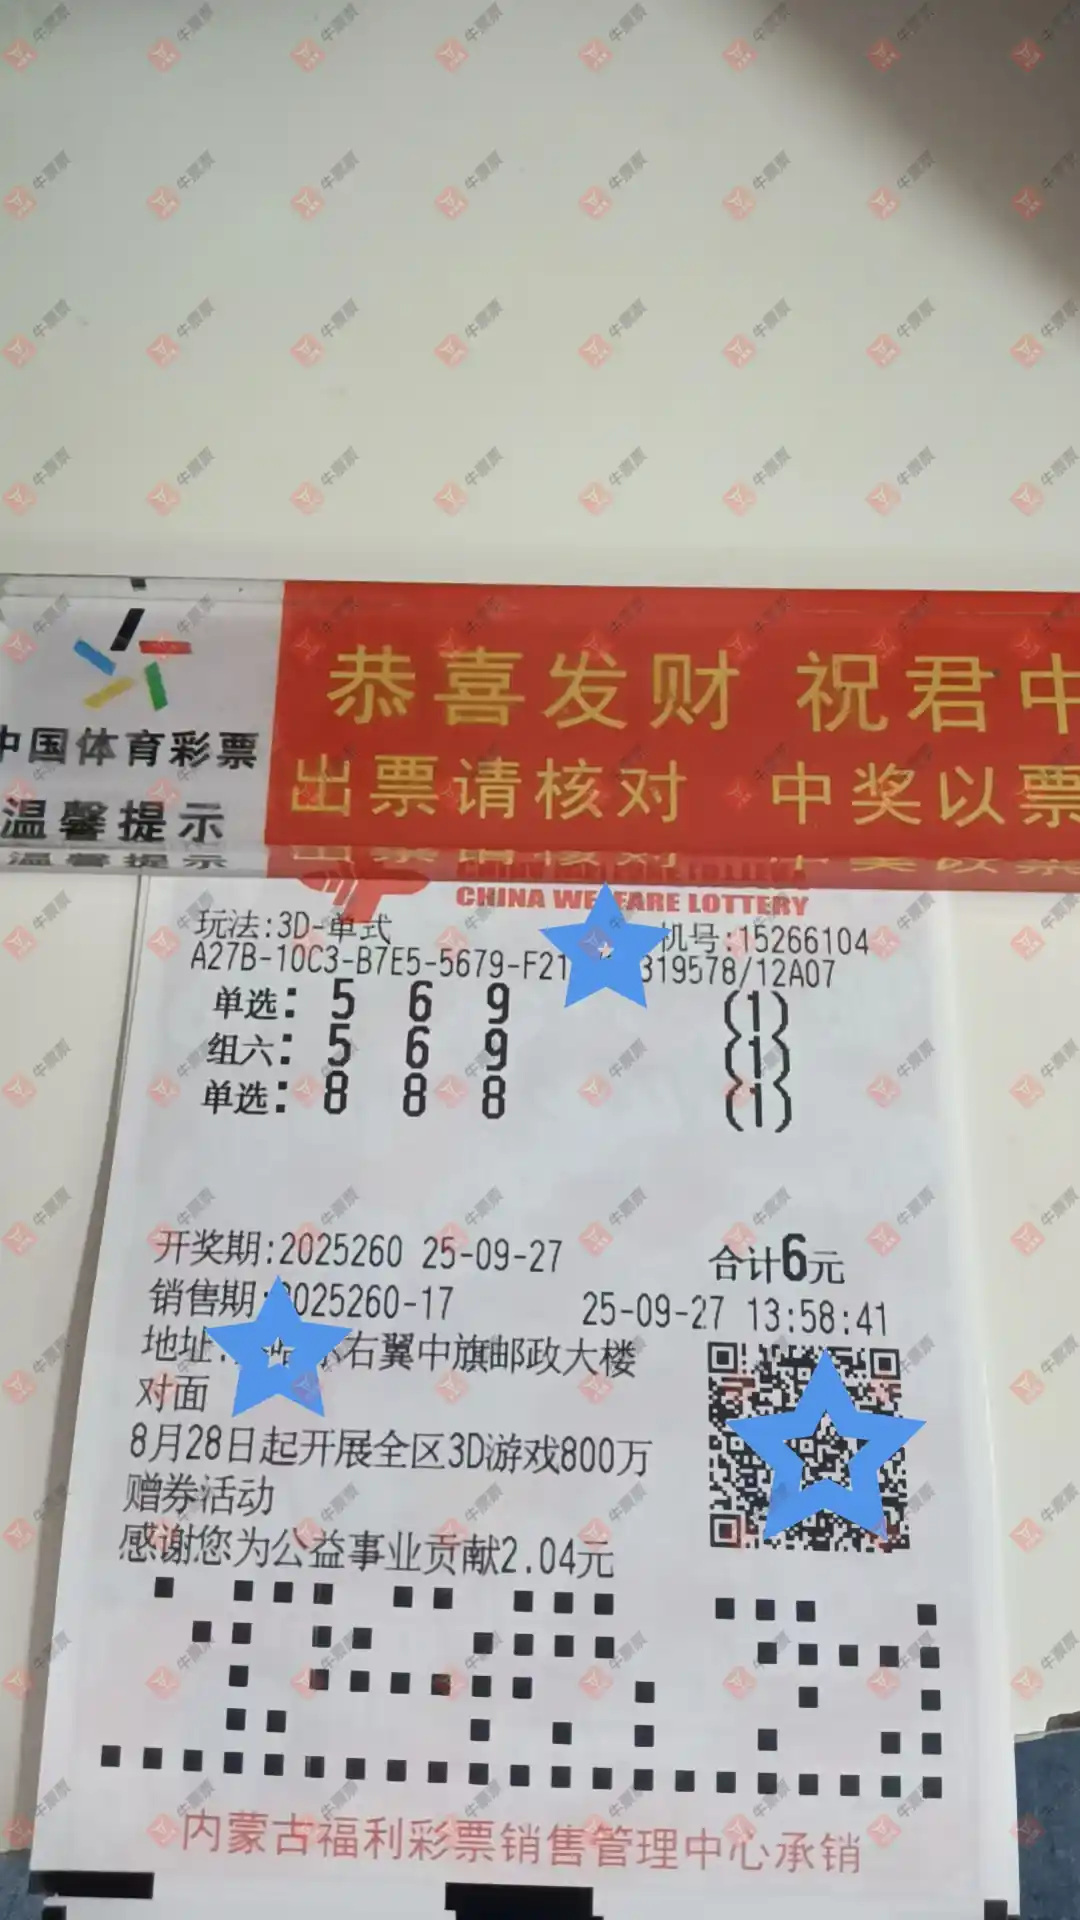 恭喜发财 祝君中
中国体育彩票
出票请核对 中奖以票
温馨提示
CHINA WELFARE LOTTERY
玩法:3D-单式
机号:15266104
A27B-10C3-B7E5-5679-F21 319578/12A07
单选: 5 6 9 (1)
组六: 5 6 9 (1)
单选: 8 8 8 (1)
开奖期:2025260 25-09-27
合计6元
销售期:2025260-17 25-09-27 13:58:41
地址: 右翼中旗邮政大楼
对面
8月28日起开展全区3D游戏800万
赠券活动
感谢您为公益事业贡献2.04元
内蒙古福利彩票销售管理中心承销
牛票票